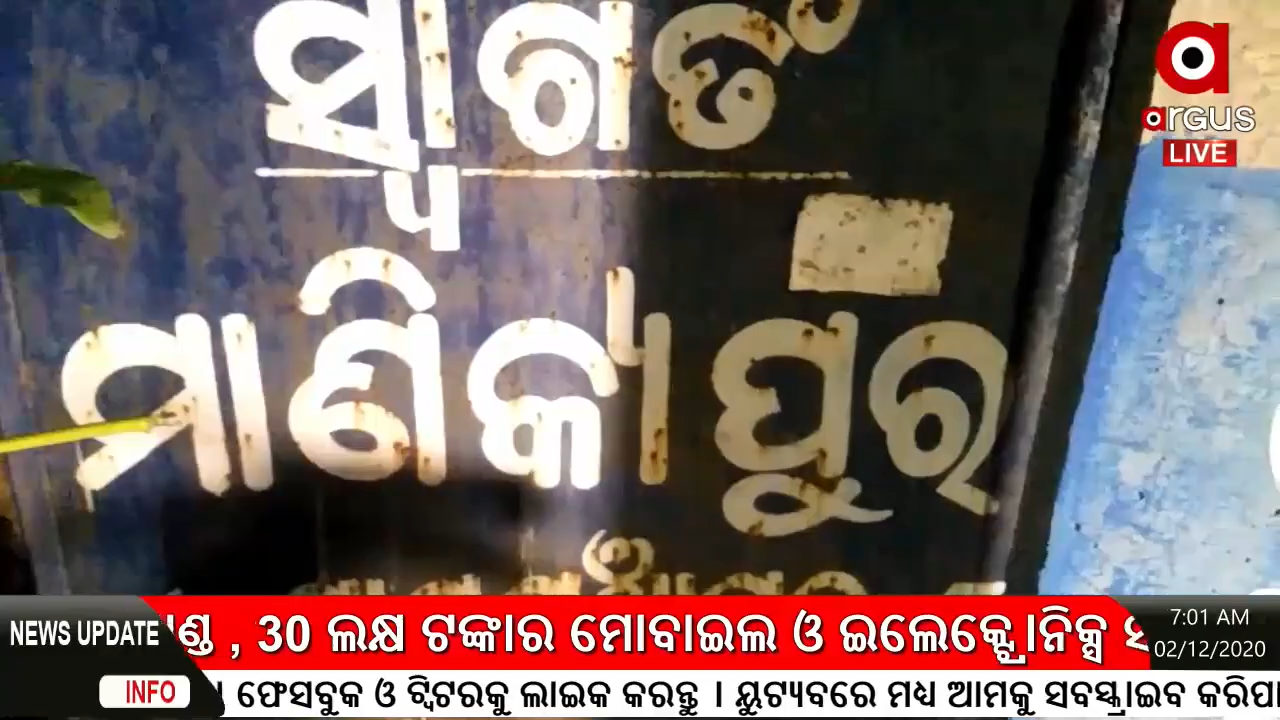 ସ୍ୱାଗତ
ମାଣିକାପୁର
argus
LIVE
NEWS UPDATE
, 30 ଲକ୍ଷ ଟଙ୍କାର ମୋବାଇଲ ଓ ଇଲେକ୍ଟ୍ରୋନିକ୍ସ
7:01 AM
02/12/2020
INFO
ଫେସବୁକ ଓ ଟ୍ୱିଟରକୁ ଲାଇକ କରନ୍ତୁ । ୟୁଟ୍ୟୁବରେ ମଧ୍ୟ ଆମକୁ ସବସ୍କ୍ରାଇବ